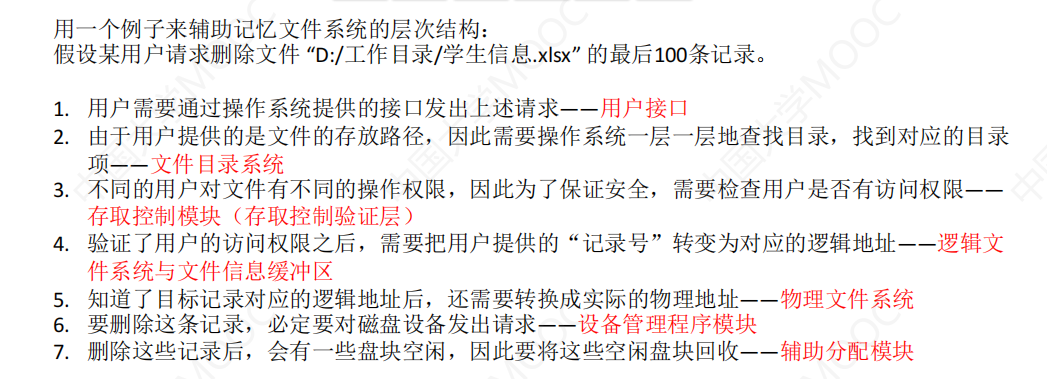 用一个例子来辅助记忆文件系统的层次结构：
假设某用户请求删除文件 “D:/工作目录/学生信息.xlsx” 的最后100条记录。
1. 用户需要通过操作系统提供的接口发出上述请求——用户接口
2. 由于用户提供的是文件的存放路径，因此需要操作系统一层一层地查找目录，找到对应的目录
项——文件目录系统
3. 不同的用户对文件有不同的操作权限，因此为了保证安全，需要检查用户是否有访问权限——
存取控制模块（存取控制验证层）
4. 验证了用户的访问权限之后，需要把用户提供的“记录号”转变为对应的逻辑地址——逻辑文
件系统与文件信息缓冲区
5. 知道了目标记录对应的逻辑地址后，还需要转换成实际的物理地址——物理文件系统
6. 要删除这条记录，必定要对磁盘设备发出请求——设备管理程序模块
7. 删除这些记录后，会有一些盘块空闲，因此要将这些空闲盘块回收——辅助分配模块